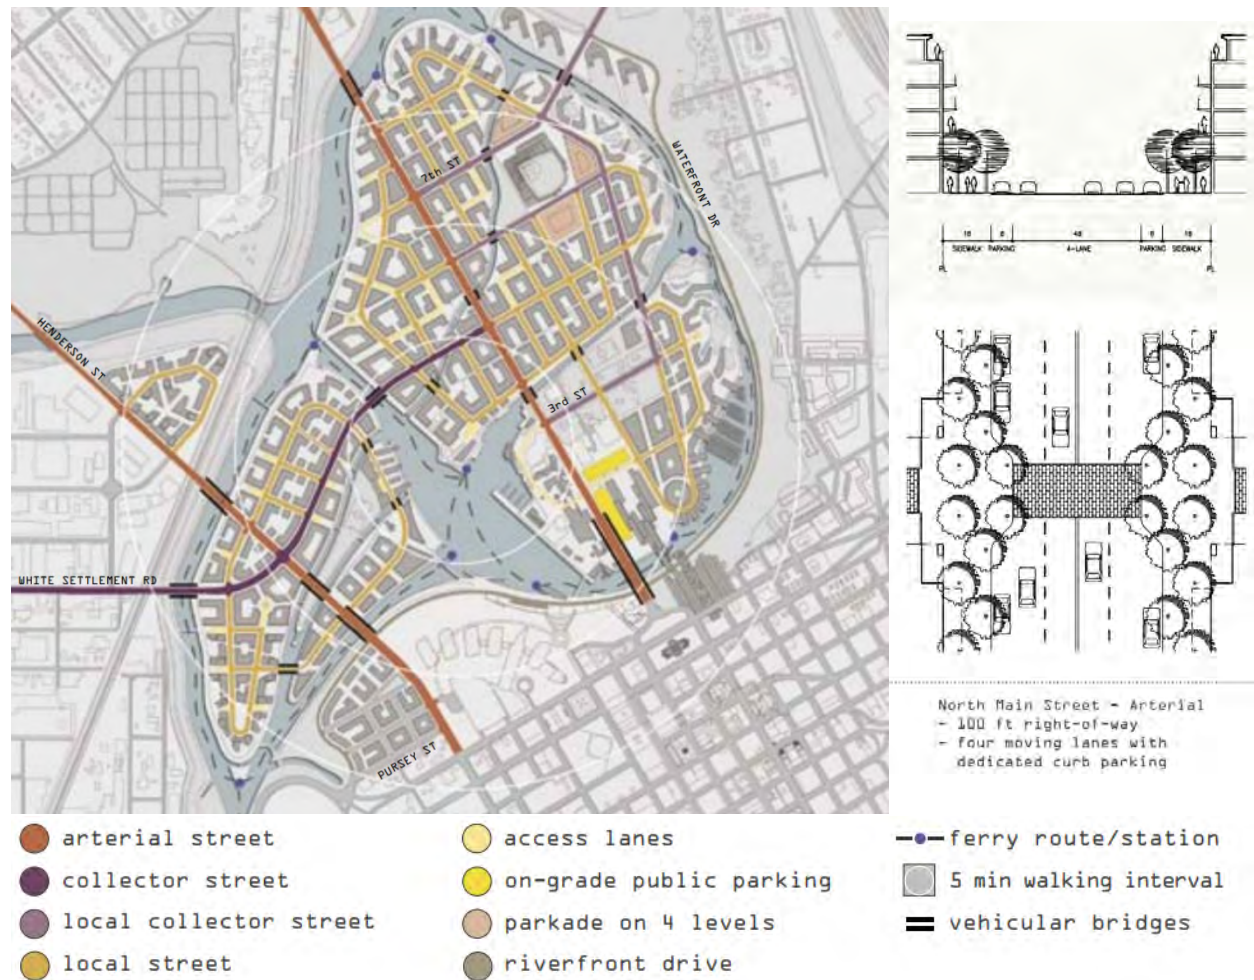 7th ST
WATERFRONT DR
HENDERSON ST
3rd ST
WHITE SETTLEMENT RD
PURSEY ST
SIDEWALK PARKING 4-LANE PARKING SIDEWALK
North Main Street - Arterial
- 100 ft right-of-way
- four moving lanes with
dedicated curb parking
arterial street
collector street
local collector street
local street
access lanes
on-grade public parking
parkade on 4 levels
riverfront drive
ferry route/station
5 min walking interval
vehicular bridges